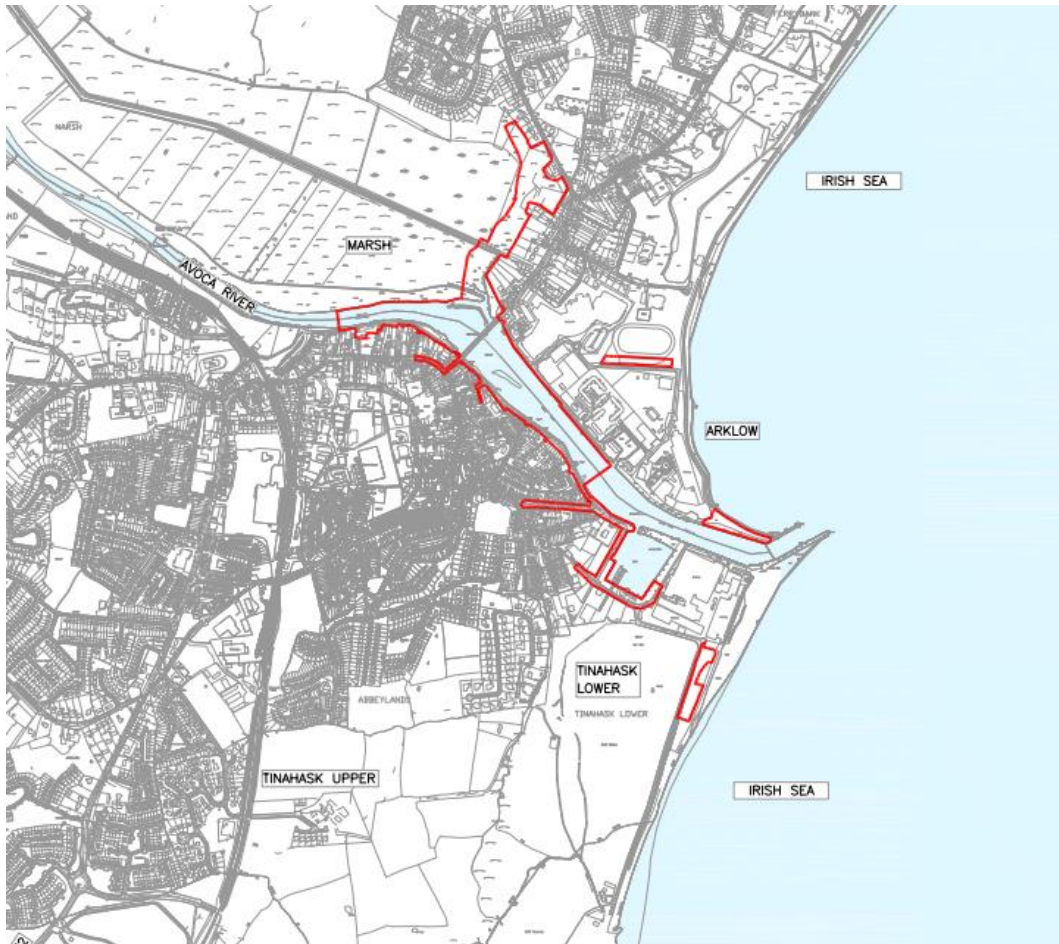 MARSH
IRISH SEA
MARSH
AVOCA RIVER
ARKLOW
TINAHASK
LOWER
ABBEYLANDS
TINAHASK LOWER
TINAHASK UPPER
IRISH SEA